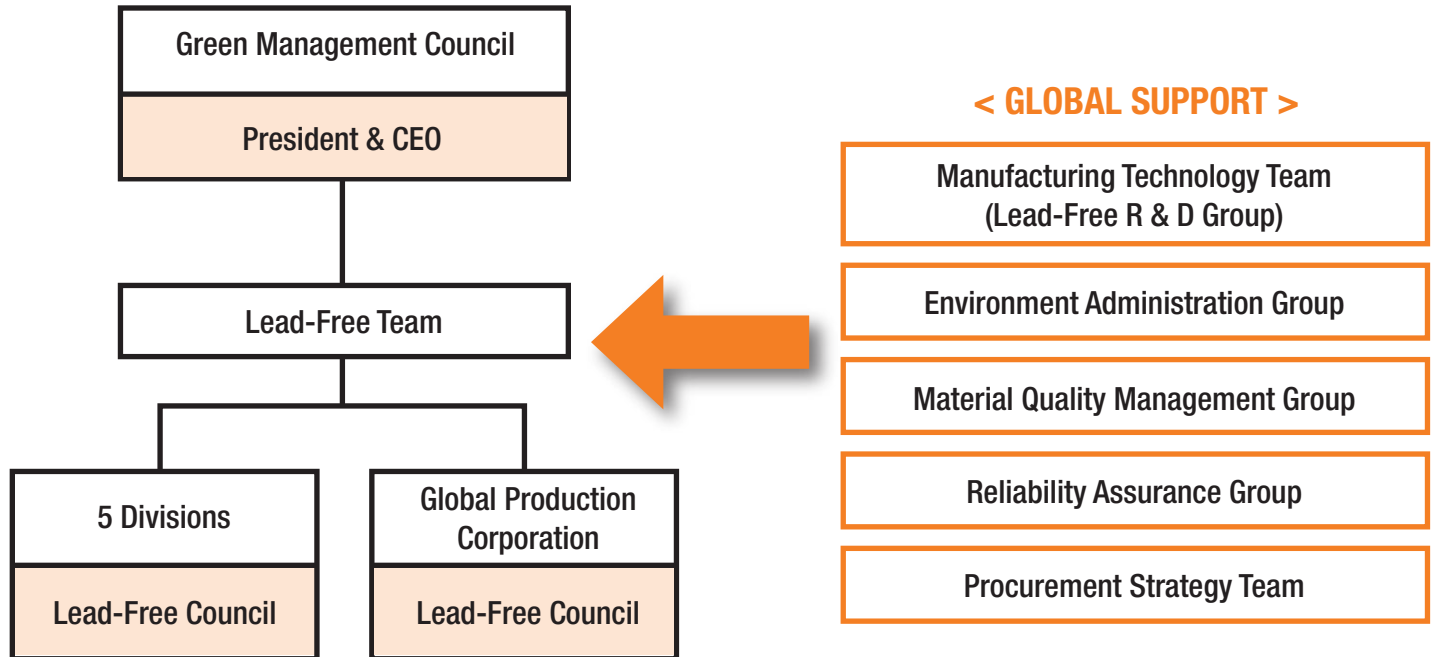 Green Management Council
President & CEO
Lead-Free Team
5 Divisions
Lead-Free Council
Global Production
Corporation
Lead-Free Council
< GLOBAL SUPPORT >
Manufacturing Technology Team
(Lead-Free R & D Group)
Environment Administration Group
Material Quality Management Group
Reliability Assurance Group
Procurement Strategy Team